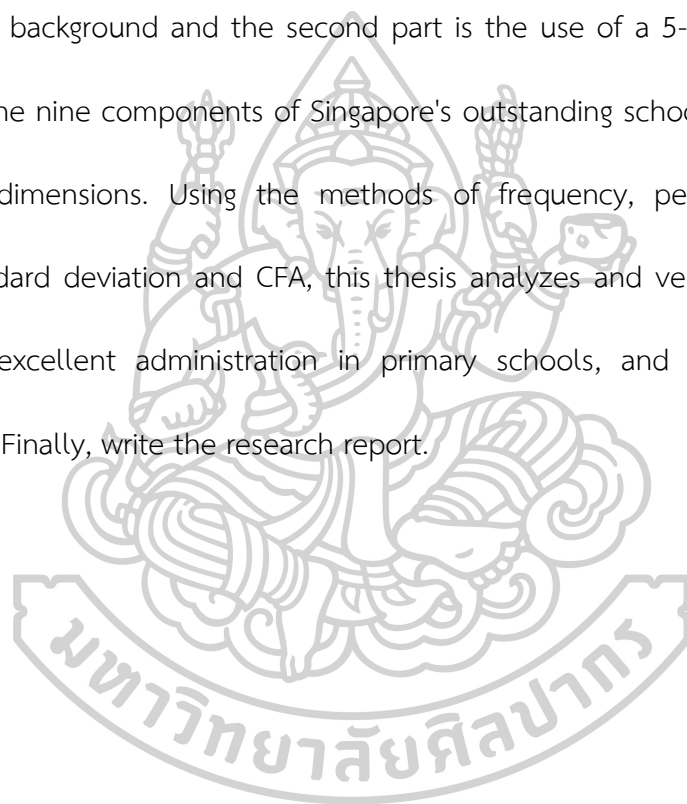 background and the second part is the use of a 5-
he nine components of Singapore's outstanding schoo
dimensions. Using the methods of frequency, pe
dard deviation and CFA, this thesis analyzes and ve
excellent administration in primary schools, and
Finally, write the research report.
มหาวิทยาลัยศิลปากร